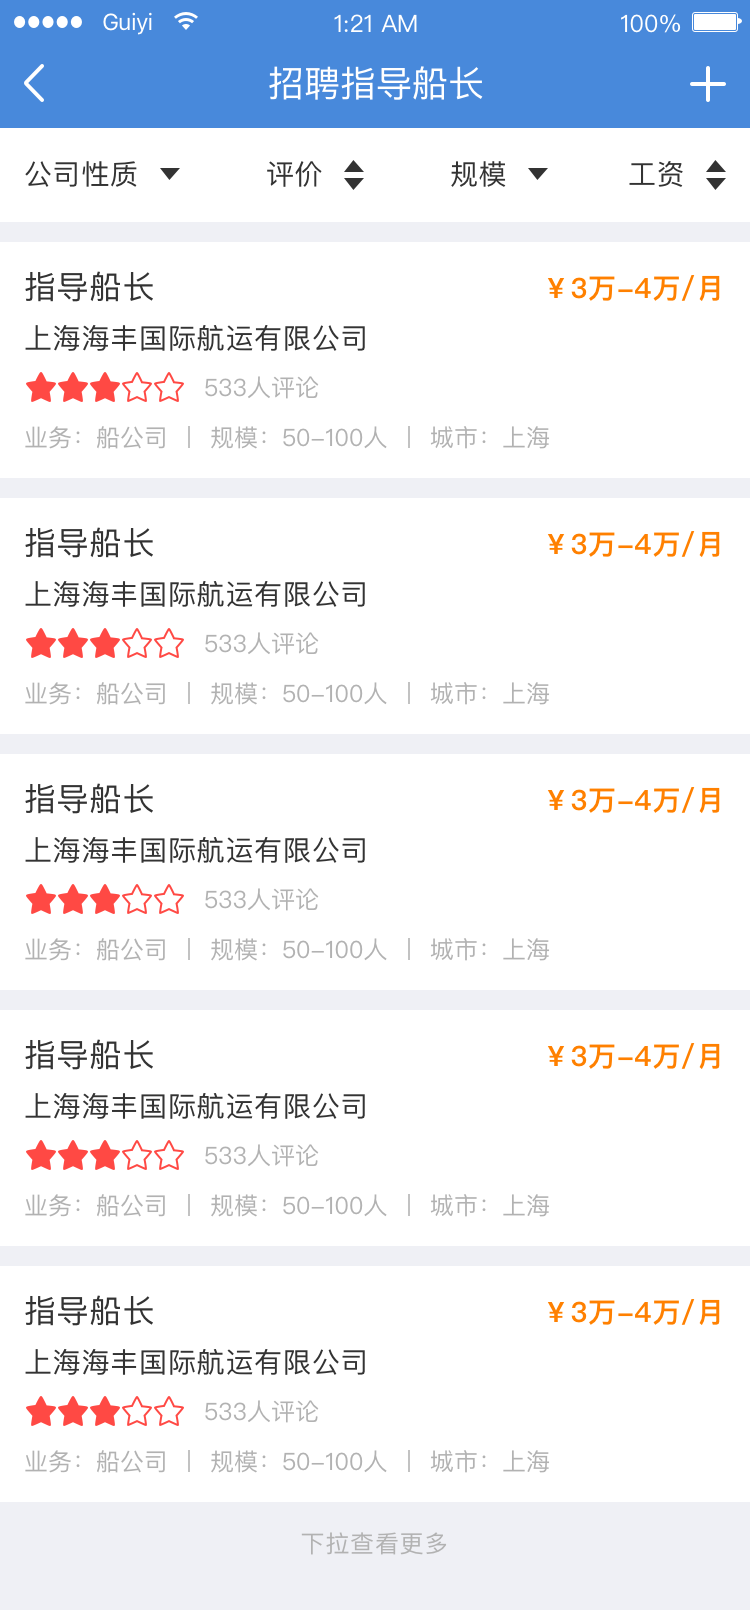 Guiyi 1:21 AM 100%
招聘指导船长
公司性质 评价 规模 工资
指导船长 ¥3万-4万/月
上海海丰国际航运有限公司
533人评论
业务：船公司 | 规模：50-100人 | 城市：上海
指导船长 ¥3万-4万/月
上海海丰国际航运有限公司
533人评论
业务：船公司 | 规模：50-100人 | 城市：上海
指导船长 ¥3万-4万/月
上海海丰国际航运有限公司
533人评论
业务：船公司 | 规模：50-100人 | 城市：上海
指导船长 ¥3万-4万/月
上海海丰国际航运有限公司
533人评论
业务：船公司 | 规模：50-100人 | 城市：上海
指导船长 ¥3万-4万/月
上海海丰国际航运有限公司
533人评论
业务：船公司 | 规模：50-100人 | 城市：上海
下拉查看更多